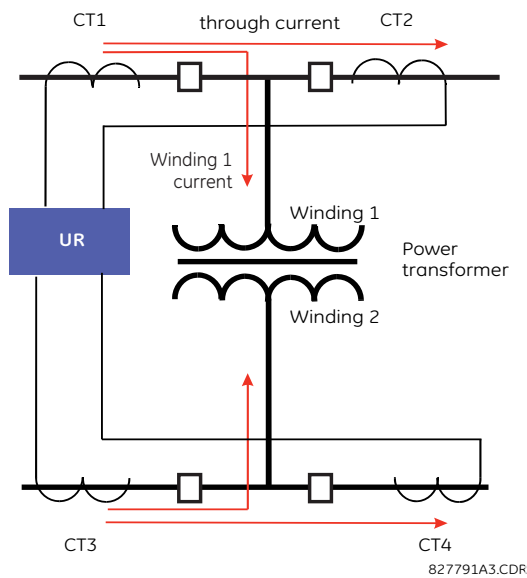 CT1
through current
CT2
Winding 1
current
Winding 1
UR
Power
transformer
Winding 2
CT3
CT4
827791A3.CDR